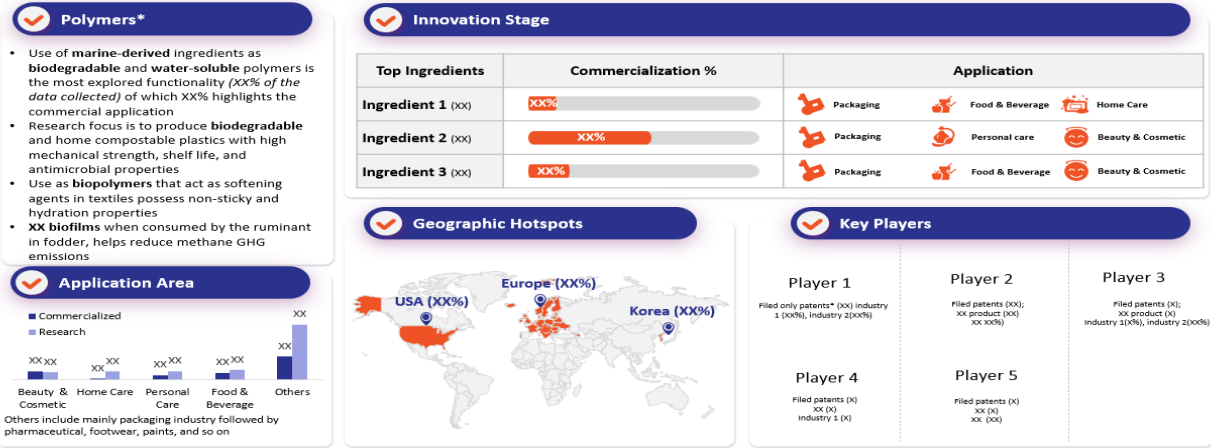 Polymers*
• Use of marine-derived ingredients as
biodegradable and water-soluble polymers is
the most explored functionality (XX% of the
data collected) of which XX% highlights the
commercial application
• Research focus is to produce biodegradable
and home compostable plastics with high
mechanical strength, shelf life, and
antimicrobial properties
• Use as biopolymers that act as softening
agents in textiles possess non-sticky and
hydration properties
• XX biofilms when consumed by the ruminant
in fodder, helps reduce methane GHG
emissions
Application Area
Commercialized
Research
XX XX
XX XX
XX XX
XX XX
XX XX
Beauty &
Cosmetic
Home Care
Personal
Care
Food &
Beverage
Others
Others include mainly packaging industry followed by
pharmaceutical, footwear, paints, and so on
Innovation Stage
Top Ingredients Commercialization % Application
Ingredient 1 (XX) XX% Packaging Food & Beverage Home Care
Ingredient 2 (XX) XX% Packaging Personal care Beauty & Cosmetic
Ingredient 3 (XX) XX% Packaging Food & Beverage Beauty & Cosmetic
Geographic Hotspots
USA (XX%)
Europe (XX%)
Korea (XX%)
Key Players
Player 1
Filed only patents* (XX) industry
1 (XX%), industry 2(XX%)
Player 2
Filed patents (XX);
XX product (XX)
XX XX%)
Player 3
Filed patents (X);
XX product (X)
Industry 1(X%), industry 2(XX%)
Player 4
Filed patents (X)
XX (X)
Industry 1 (X)
Player 5
Filed patents (X)
XX (X)
XX (XX)